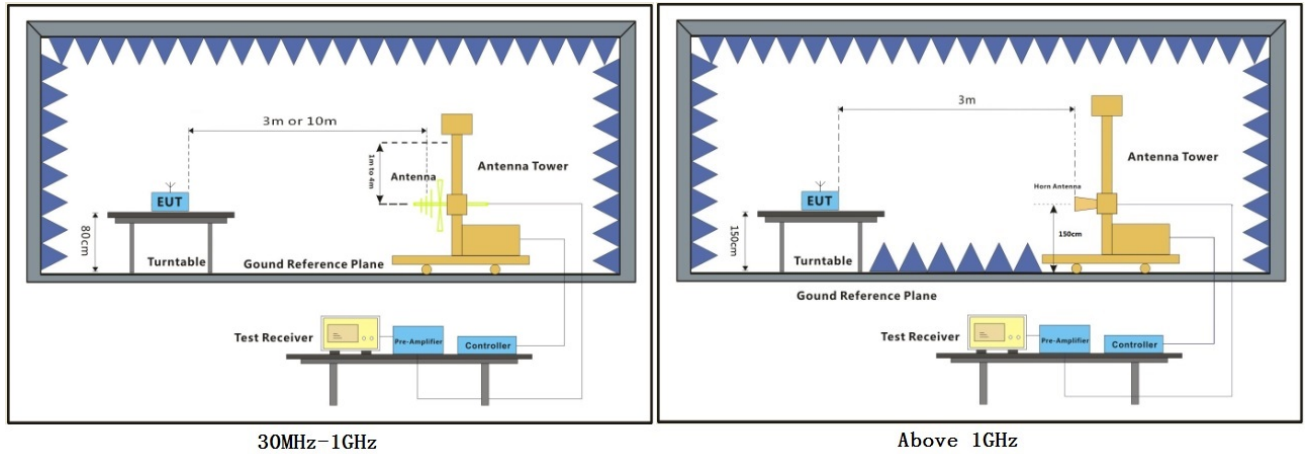 3m or 10m
1m to 4m
Antenna
Antenna Tower
EUT
80cm
Turntable
Gound Reference Plane
Test Receiver
Pre-Amplifier
Controller
30MHz-1GHz
3m
Antenna Tower
Horn Antenna
EUT
150cm
150cm
Turntable
Gound Reference Plane
Test Receiver
Pre-Amplifier
Controller
Above 1GHz